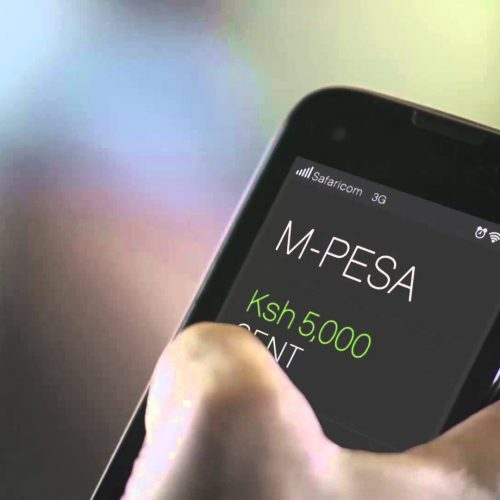 Safaricom 3G
M-PESA
Ksh 5,000
SENT